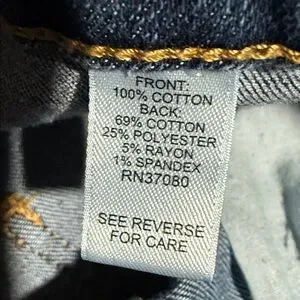 FRONT:
100% COTTON
BACK:
69% COTTON
25% POLYESTER
5% RAYON
1% SPANDEX
RN37080
SEE REVERSE
FOR CARE